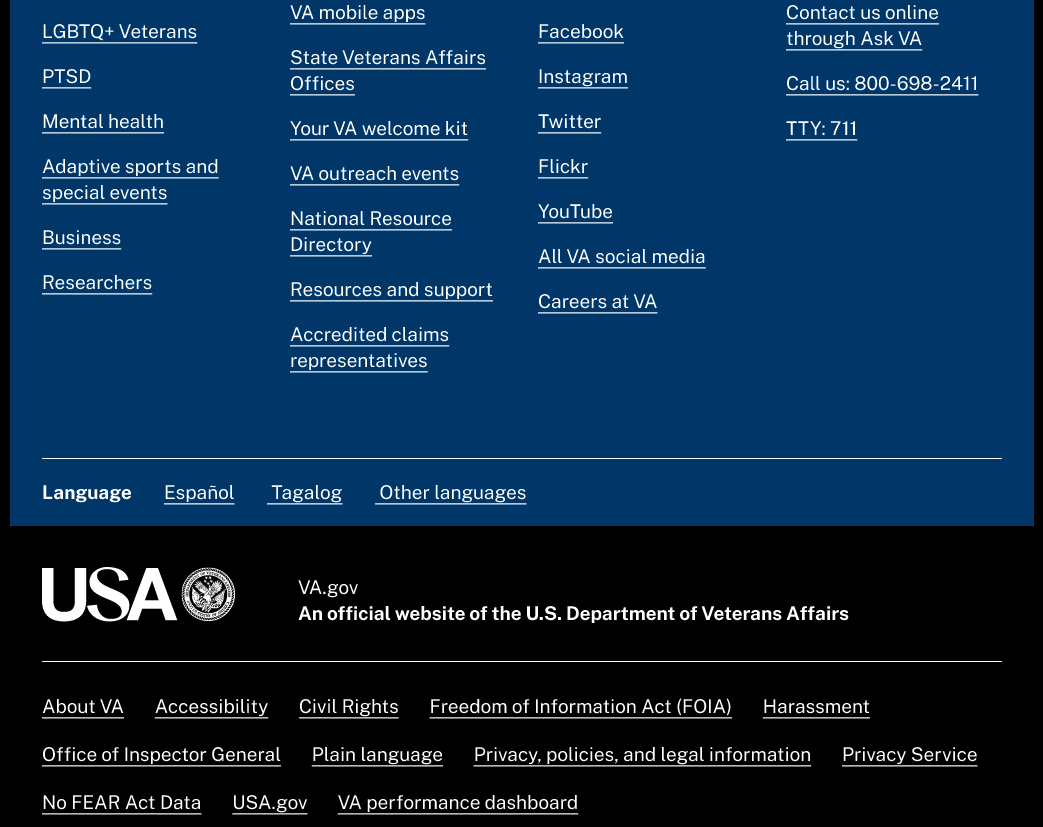 LGBTQ+ Veterans
PTSD
Mental health
Adaptive sports and
special events
Business
Researchers
VA mobile apps
State Veterans Affairs
Offices
Your VA welcome kit
VA outreach events
National Resource
Directory
Resources and support
Accredited claims
representatives
Facebook
Instagram
Twitter
Flickr
YouTube
All VA social media
Careers at VA
Contact us online
through Ask VA
Call us: 800-698-2411
TTY: 711
Language Español Tagalog Other languages
USA
VA.gov
An official website of the U.S. Department of Veterans Affairs
About VA Accessibility Civil Rights Freedom of Information Act (FOIA) Harassment
Office of Inspector General Plain language Privacy, policies, and legal information Privacy Service
No FEAR Act Data USA.gov VA performance dashboard